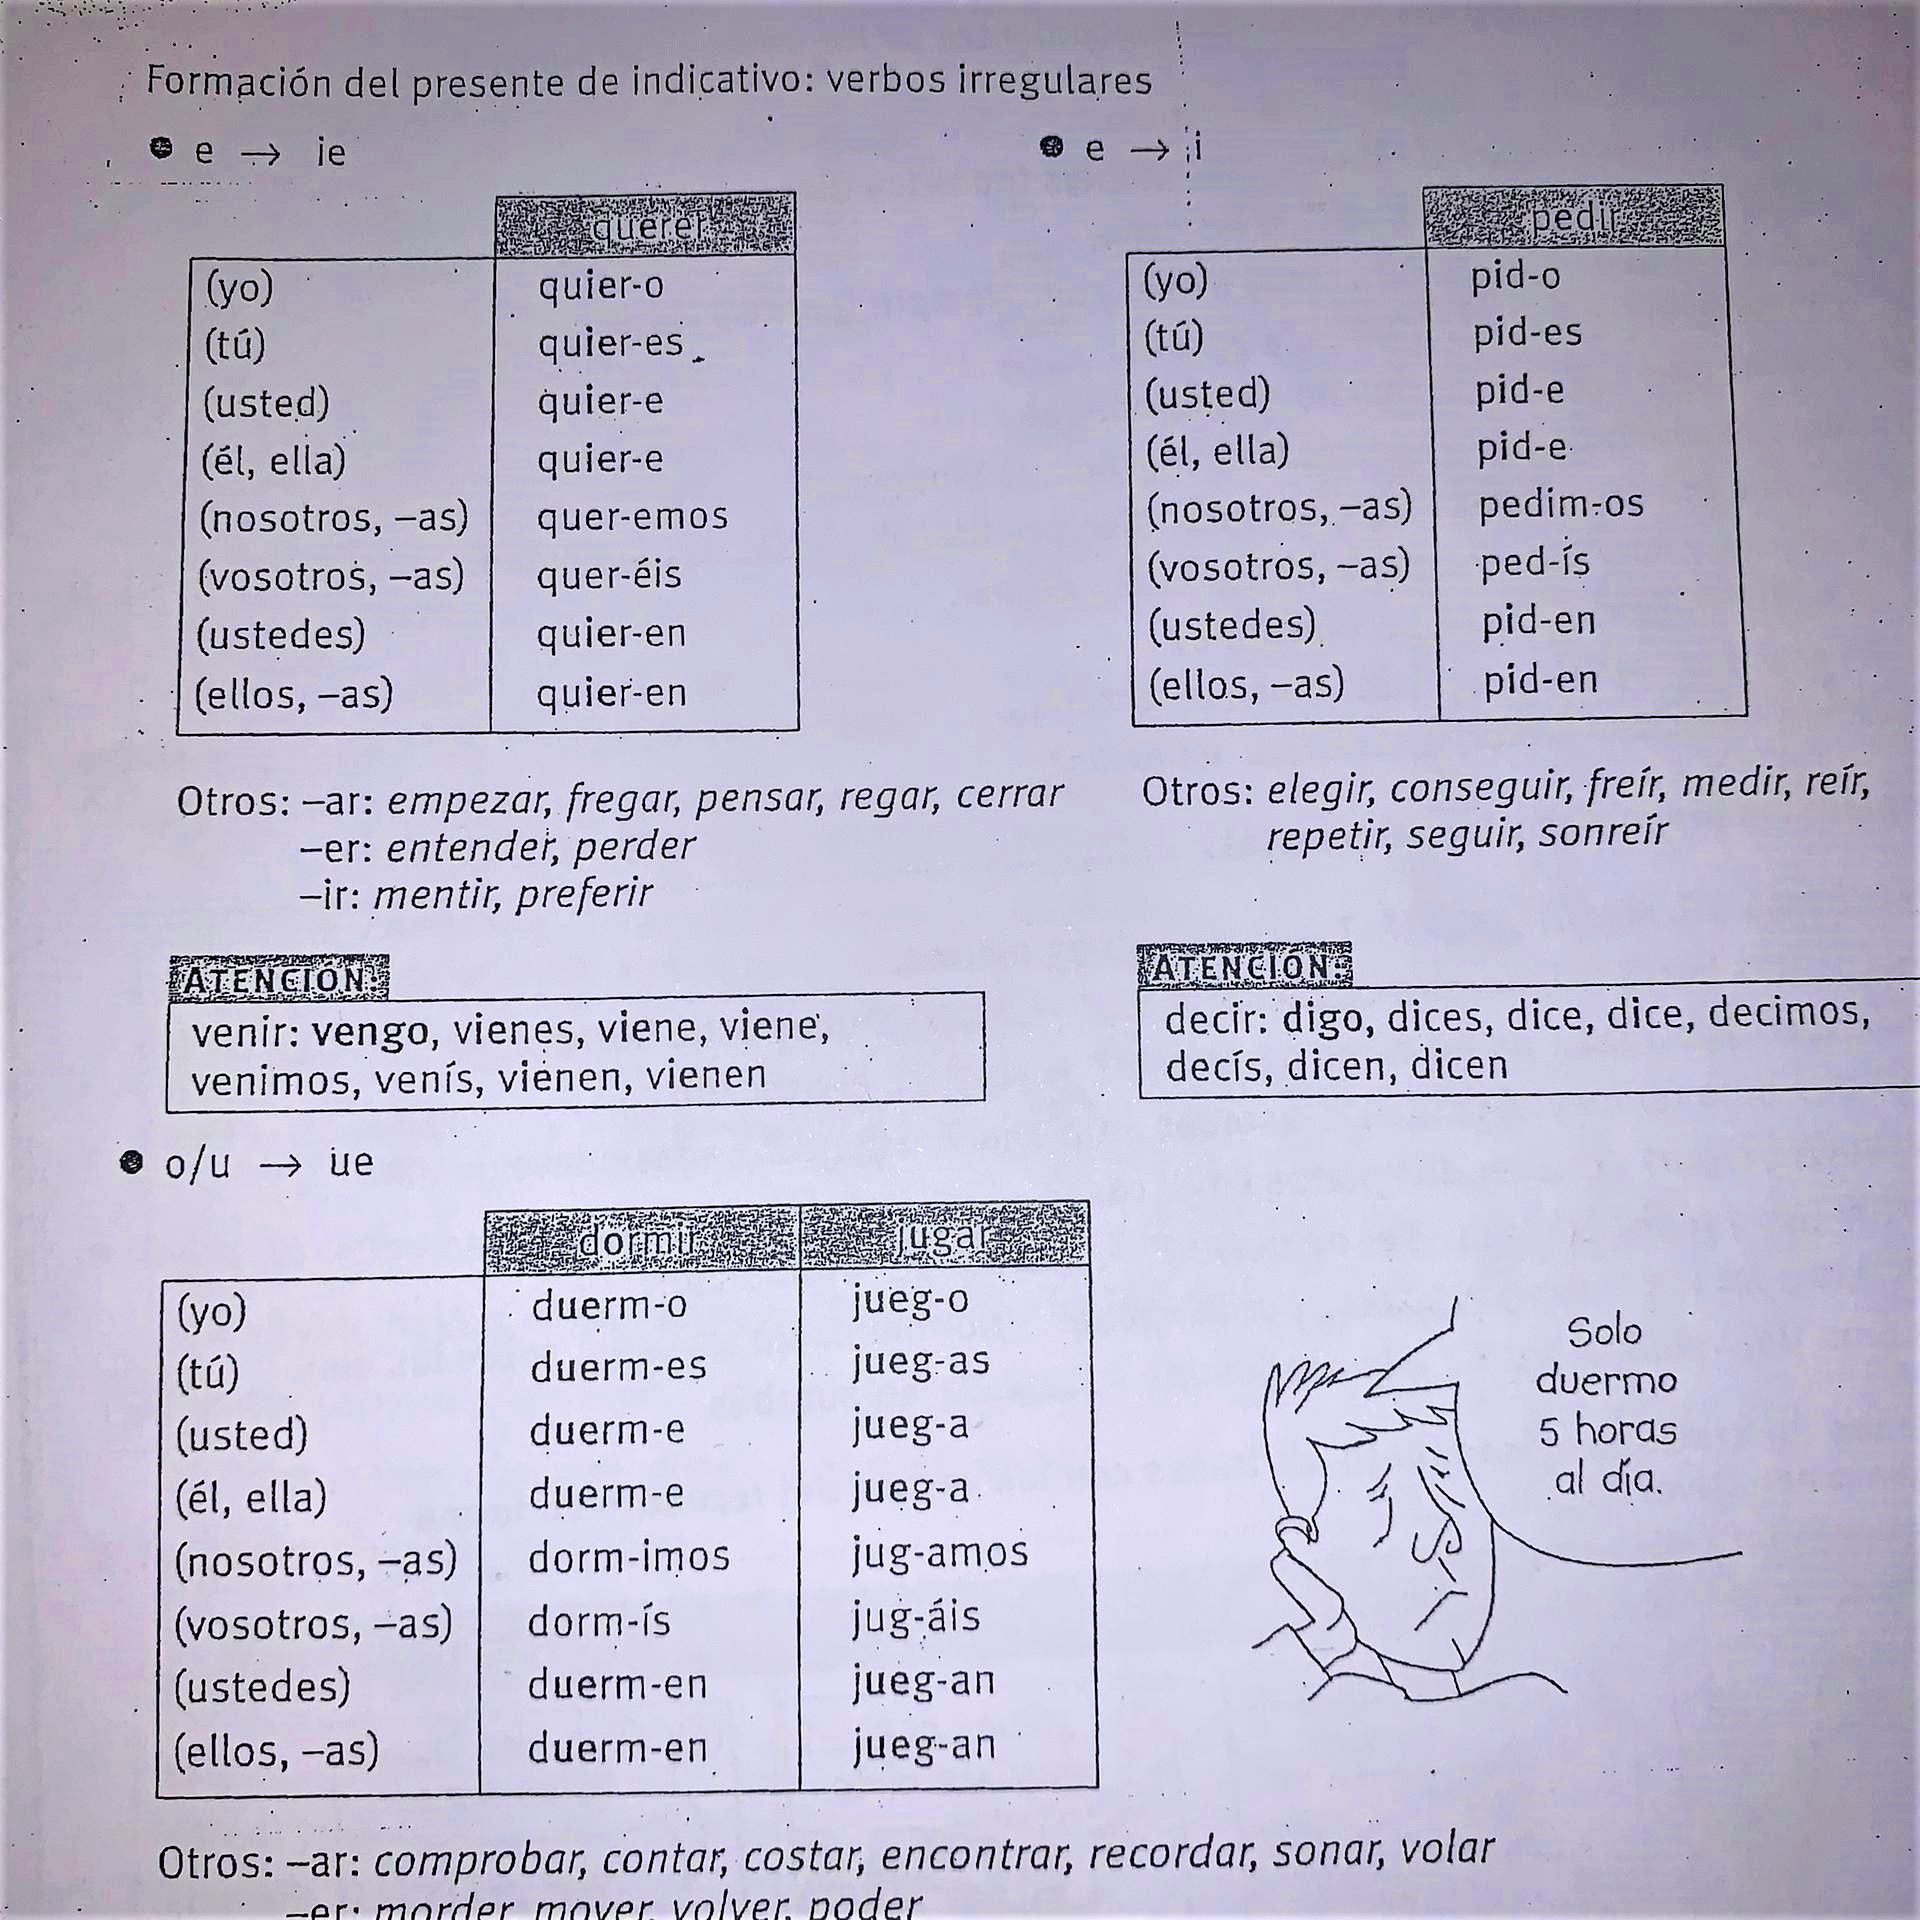 Formación del presente de indicativo: verbos irregulares
e → ie
querer
(yo) quier-o
(tú) quier-es
(usted) quier-e
(él, ella) quier-e
(nosotros, –as) quer-emos
(vosotros, –as) quer-éis
(ustedes) quier-en
(ellos, –as) quier-en
Otros: –ar: empezar, fregar, pensar, regar, cerrar
–er: entender, perder
–ir: mentir, preferir
ATENCIÓN:
venir: vengo, vienes, viene, viene,
venimos, venís, vienen, vienen
e → i
pedir
(yo) pid-o
(tú) pid-es
(usted) pid-e
(él, ella) pid-e
(nosotros, –as) pedim-os
(vosotros, –as) ped-ís
(ustedes) pid-en
(ellos, –as) pid-en
Otros: elegir, conseguir, freír, medir, reír,
repetir, seguir, sonreír
ATENCIÓN:
decir: digo, dices, dice, dice, decimos,
decís, dicen, dicen
o/u → ue
dormir jugar
(yo) duerm-o jueg-o
(tú) duerm-es jueg-as
(usted) duerm-e jueg-a
(él, ella) duerm-e jueg-a
(nosotros, –as) dorm-imos jug-amos
(vosotros, –as) dorm-ís jug-áis
(ustedes) duerm-en jueg-an
(ellos, –as) duerm-en jueg-an
Solo
duermo
5 horas
al día.
Otros: –ar: comprobar, contar, costar, encontrar, recordar, sonar, volar
–er: morder, mover, volver, poder